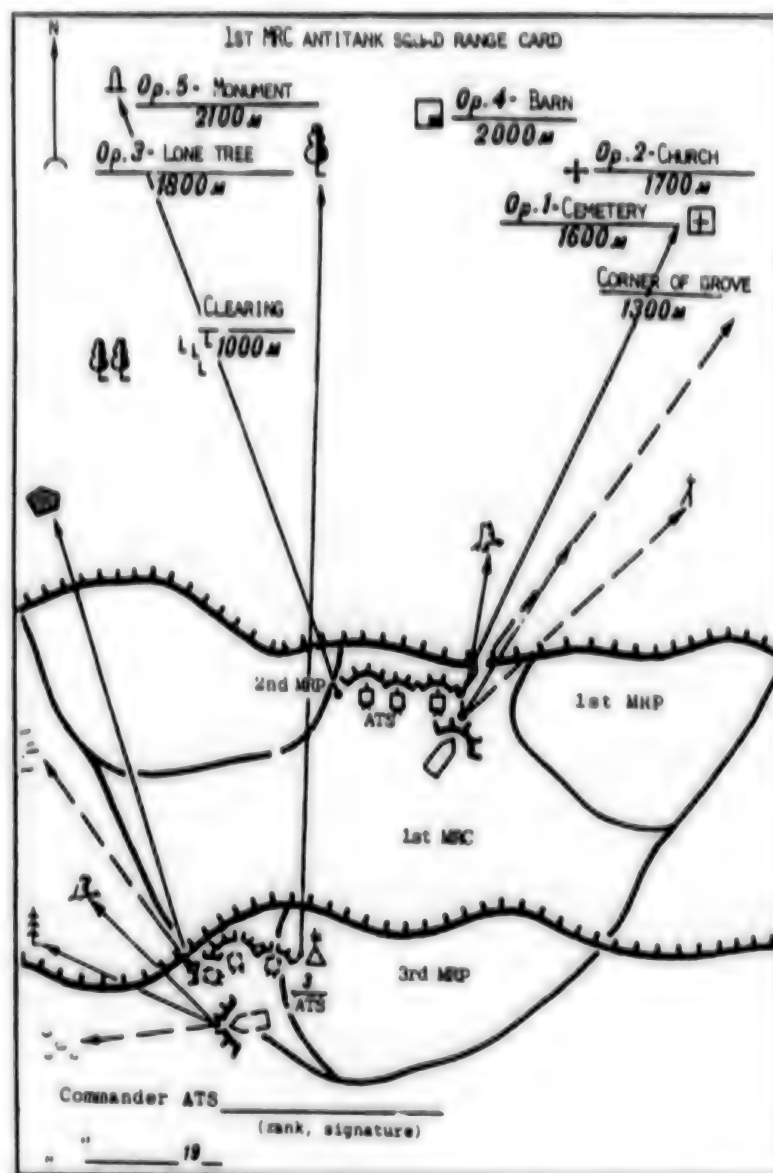 N
1ST MRC ANTITANK SQUAD RANGE CARD
Op. 5- MONUMENT
2100 м
Op. 4- BARN
2000 м
Op. 3- LONE TREE
1800 м
Op. 2-CHURCH
1700 м
Op. 1-CEMETERY
1600 м
CORNER OF GROVE
1300 м
CLEARING
1000 м
2nd MRP
ATS
1st MRP
1st MRC
3rd MRP
3
ATS
Commander ATS
(rank, signature)
" " 19